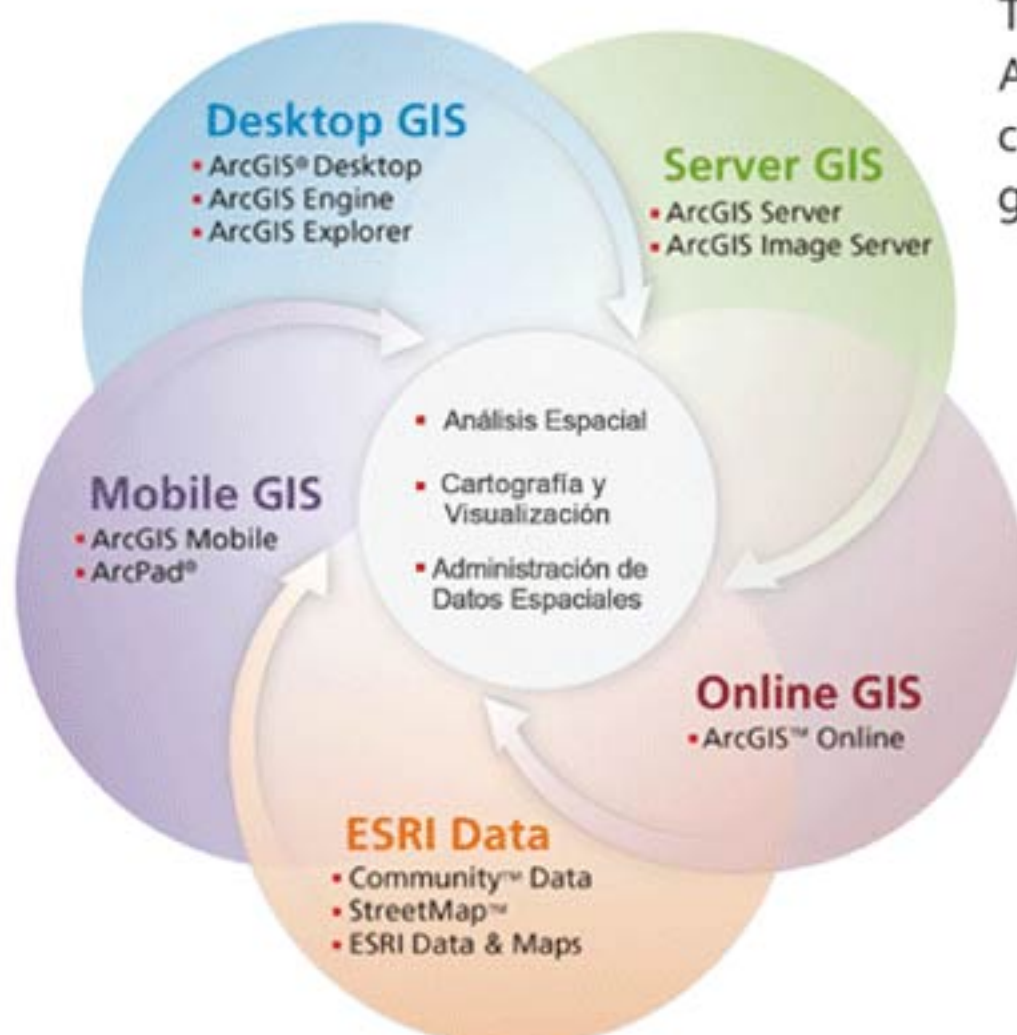 Desktop GIS
▪ ArcGIS® Desktop
▪ ArcGIS Engine
▪ ArcGIS Explorer
Server GIS
▪ ArcGIS Server
▪ ArcGIS Image Server
▪ Análisis Espacial
▪ Cartografía y
Visualización
▪ Administración de
Datos Espaciales
Mobile GIS
▪ ArcGIS Mobile
▪ ArcPad®
Online GIS
▪ ArcGIS™ Online
ESRI Data
▪ Community™ Data
▪ StreetMap™
▪ ESRI Data & Maps